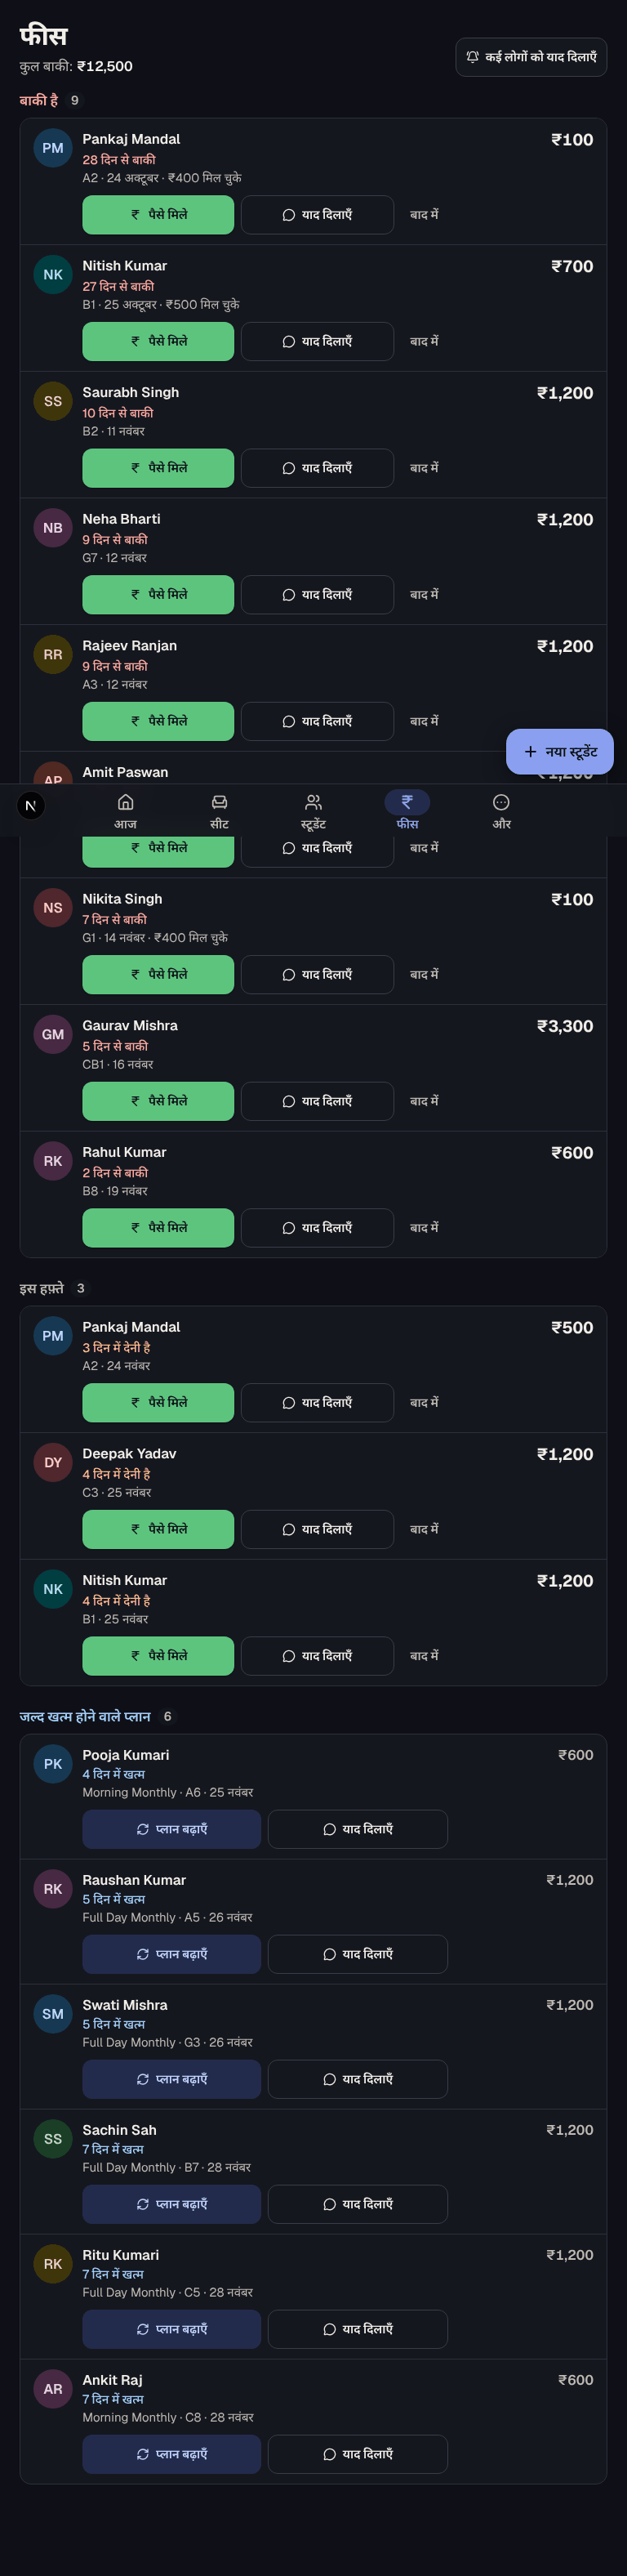 फीस
कुल बाकी: ₹12,500
कई लोगों को याद दिलाएँ
बाकी है 9
PM Pankaj Mandal ₹100
28 दिन से बाकी
A2 · 24 अक्टूबर · ₹400 मिल चुके
₹ पैसे मिले याद दिलाएँ बाद में
NK Nitish Kumar ₹700
27 दिन से बाकी
B1 · 25 अक्टूबर · ₹500 मिल चुके
₹ पैसे मिले याद दिलाएँ बाद में
SS Saurabh Singh ₹1,200
10 दिन से बाकी
B2 · 11 नवंबर
₹ पैसे मिले याद दिलाएँ बाद में
NB Neha Bharti ₹1,200
9 दिन से बाकी
G7 · 12 नवंबर
₹ पैसे मिले याद दिलाएँ बाद में
RR Rajeev Ranjan ₹1,200
9 दिन से बाकी
A3 · 12 नवंबर
₹ पैसे मिले याद दिलाएँ बाद में
+ नया स्टूडेंट
AP Amit Paswan ₹1,200
N आज सीट स्टूडेंट ₹ फीस और
₹ पैसे मिले याद दिलाएँ बाद में
NS Nikita Singh ₹100
7 दिन से बाकी
G1 · 14 नवंबर · ₹400 मिल चुके
₹ पैसे मिले याद दिलाएँ बाद में
GM Gaurav Mishra ₹3,300
5 दिन से बाकी
CB1 · 16 नवंबर
₹ पैसे मिले याद दिलाएँ बाद में
RK Rahul Kumar ₹600
2 दिन से बाकी
B8 · 19 नवंबर
₹ पैसे मिले याद दिलाएँ बाद में
इस हफ़्ते 3
PM Pankaj Mandal ₹500
3 दिन में देनी है
A2 · 24 नवंबर
₹ पैसे मिले याद दिलाएँ बाद में
DY Deepak Yadav ₹1,200
4 दिन में देनी है
C3 · 25 नवंबर
₹ पैसे मिले याद दिलाएँ बाद में
NK Nitish Kumar ₹1,200
4 दिन में देनी है
B1 · 25 नवंबर
₹ पैसे मिले याद दिलाएँ बाद में
जल्द खत्म होने वाले प्लान 6
PK Pooja Kumari ₹600
4 दिन में खत्म
Morning Monthly · A6 · 25 नवंबर
प्लान बढ़ाएँ याद दिलाएँ
RK Raushan Kumar ₹1,200
5 दिन में खत्म
Full Day Monthly · A5 · 26 नवंबर
प्लान बढ़ाएँ याद दिलाएँ
SM Swati Mishra ₹1,200
5 दिन में खत्म
Full Day Monthly · G3 · 26 नवंबर
प्लान बढ़ाएँ याद दिलाएँ
SS Sachin Sah ₹1,200
7 दिन में खत्म
Full Day Monthly · B7 · 28 नवंबर
प्लान बढ़ाएँ याद दिलाएँ
RK Ritu Kumari ₹1,200
7 दिन में खत्म
Full Day Monthly · C5 · 28 नवंबर
प्लान बढ़ाएँ याद दिलाएँ
AR Ankit Raj ₹600
7 दिन में खत्म
Morning Monthly · C8 · 28 नवंबर
प्लान बढ़ाएँ याद दिलाएँ